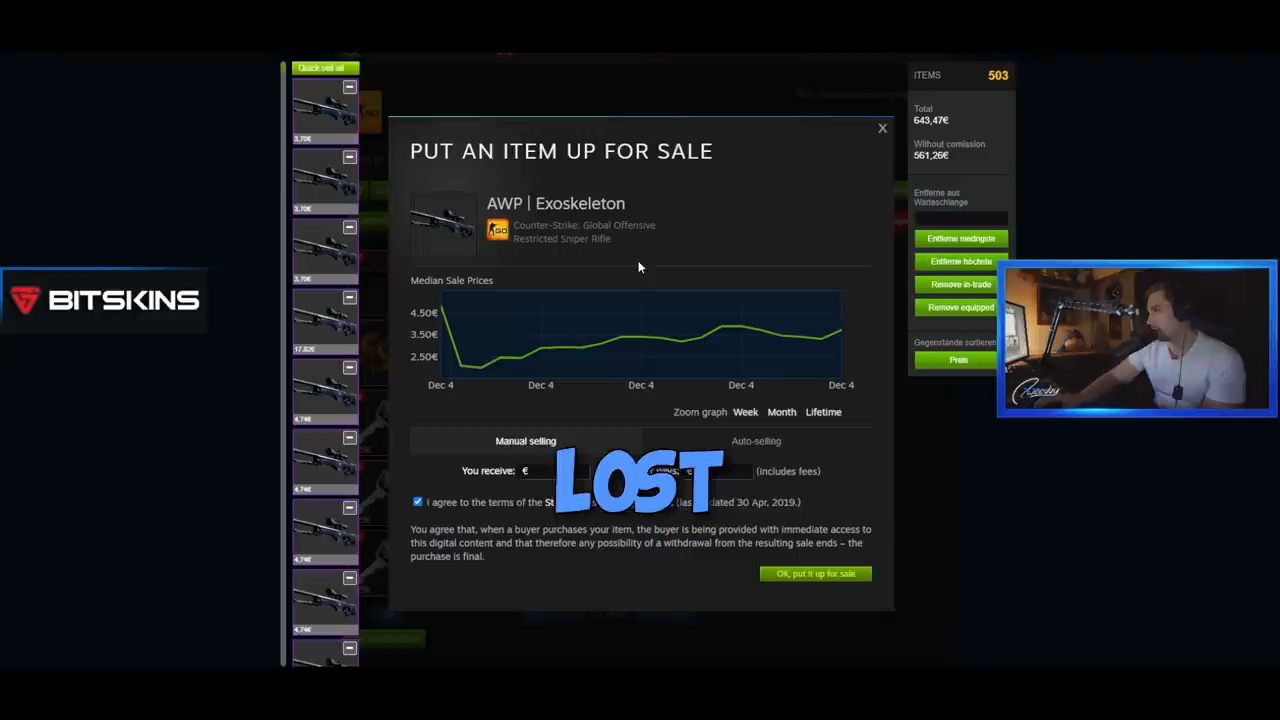 Quick sell all
3,70€
3,70€
3,70€
17,82€
4,74€
4,74€
4,74€
4,74€
BITSKINS
X
PUT AN ITEM UP FOR SALE
AWP | Exoskeleton
GO
Counter-Strike: Global Offensive
Restricted Sniper Rifle
Median Sale Prices
4.50€
3.50€
2.50€
Dec 4 Dec 4 Dec 4 Dec 4 Dec 4
Zoom graph Week Month Lifetime
Manual selling Auto-selling
You receive: € (includes fees)
LOST
I agree to the terms of the dated 30 Apr, 2019.)
You agree that, when a buyer purchases your item, the buyer is being provided with immediate access to
this digital content and that therefore any possibility of a withdrawal from the resulting sale ends – the
purchase is final.
OK, put it up for sale
ITEMS 503
Total
643,47€
Without comission
561,26€
Entferne aus
Warteschlange
Entferne niedrigste
Entferne höchste
Remove in-trade
Remove equipped
Gegenstände sortieren
Preis